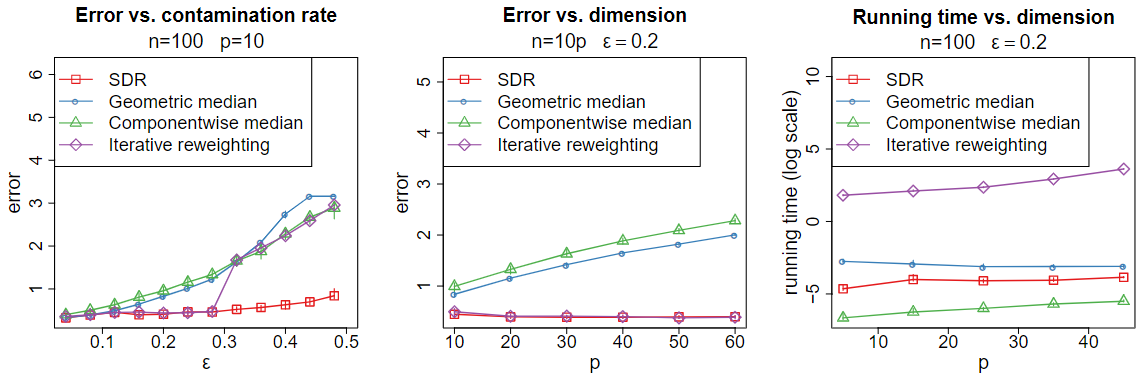 Error vs. contamination rate
n=100 p=10
SDR
Geometric median
Componentwise median
Iterative reweighting
error
6
5
4
3
2
1
0.1 0.2 0.3 0.4 0.5
ε
Error vs. dimension
n=10p ε = 0.2
SDR
Geometric median
Componentwise median
Iterative reweighting
error
5
4
3
2
1
10 20 30 40 50 60
p
Running time vs. dimension
n=100 ε = 0.2
SDR
Geometric median
Componentwise median
Iterative reweighting
running time (log scale)
10
5
0
−5
10 20 30 40
p